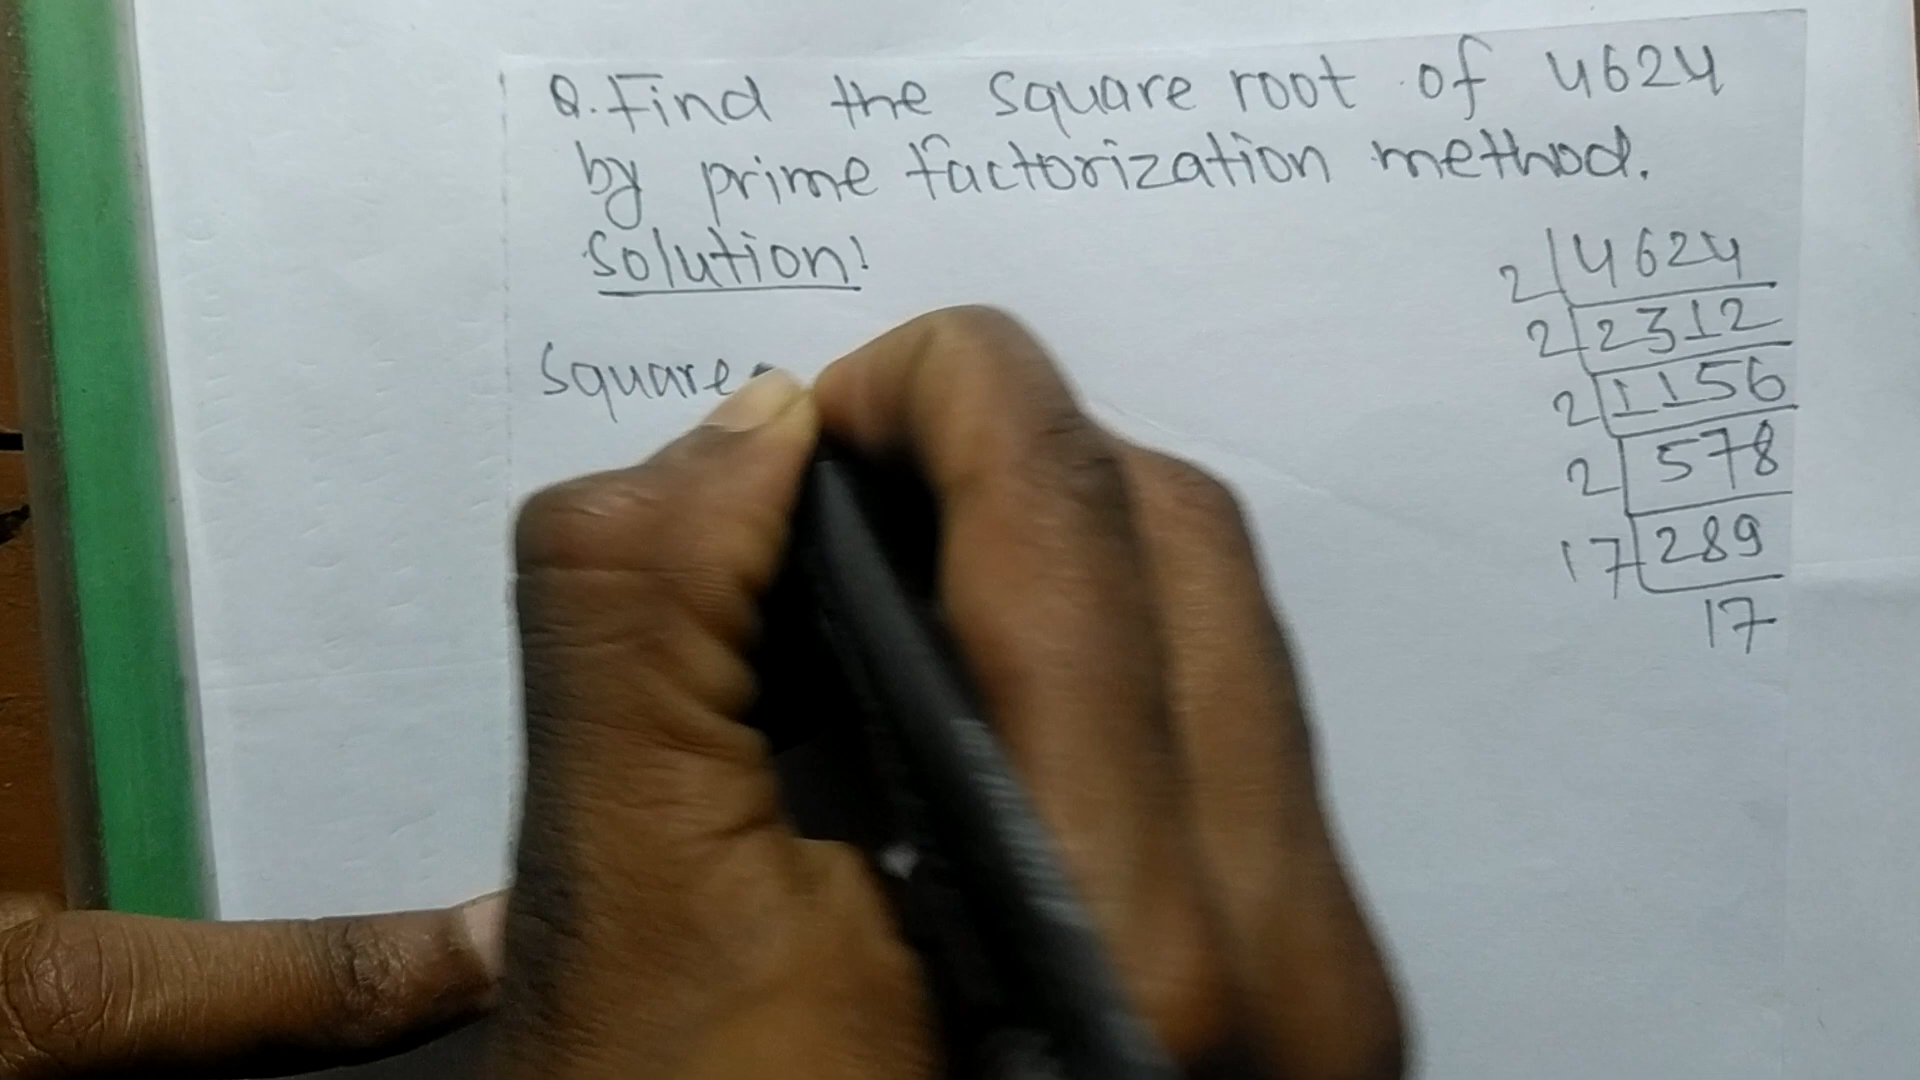 Q. Find the square root of 4624
by prime factorization method.
Solution:
2 | 4624
2 | 2312
2 | 1156
2 | 578
17 | 289
17
Square